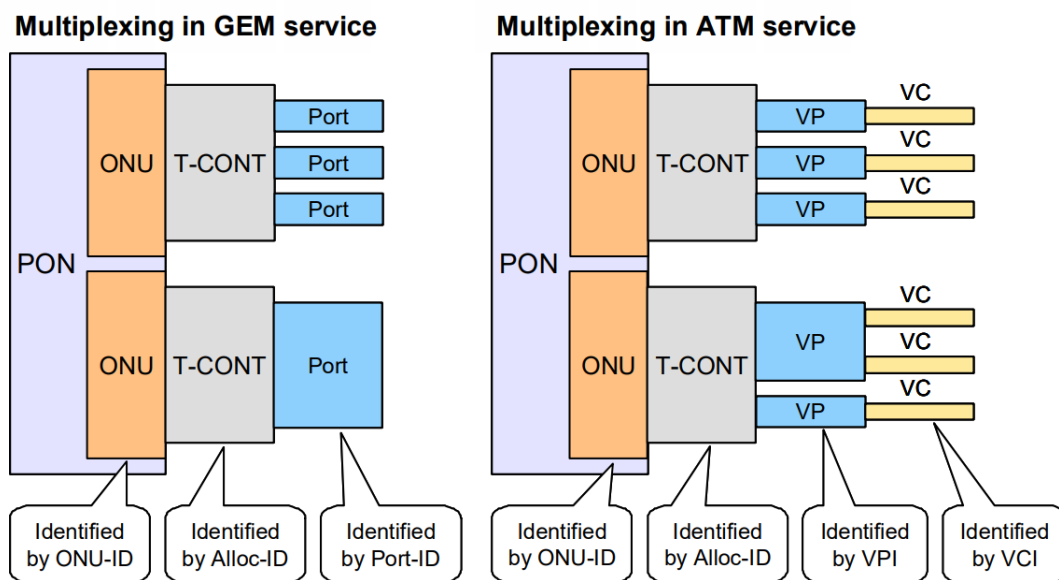 Multiplexing in GEM service
PON
ONU
T-CONT
Port
Port
Port
ONU
T-CONT
Port
Identified
by ONU-ID
Identified
by Alloc-ID
Identified
by Port-ID
Multiplexing in ATM service
PON
ONU
T-CONT
VP
VC
VP
VC
VP
VC
ONU
T-CONT
VP
VC
VC
VP
VC
Identified
by ONU-ID
Identified
by Alloc-ID
Identified
by VPI
Identified
by VCI